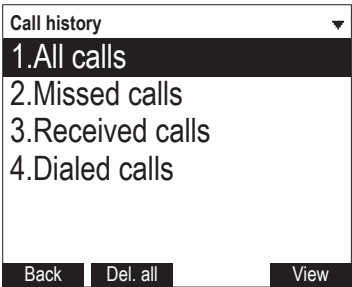 Call history
1.All calls
2.Missed calls
3.Received calls
4.Dialed calls
Back Del. all View